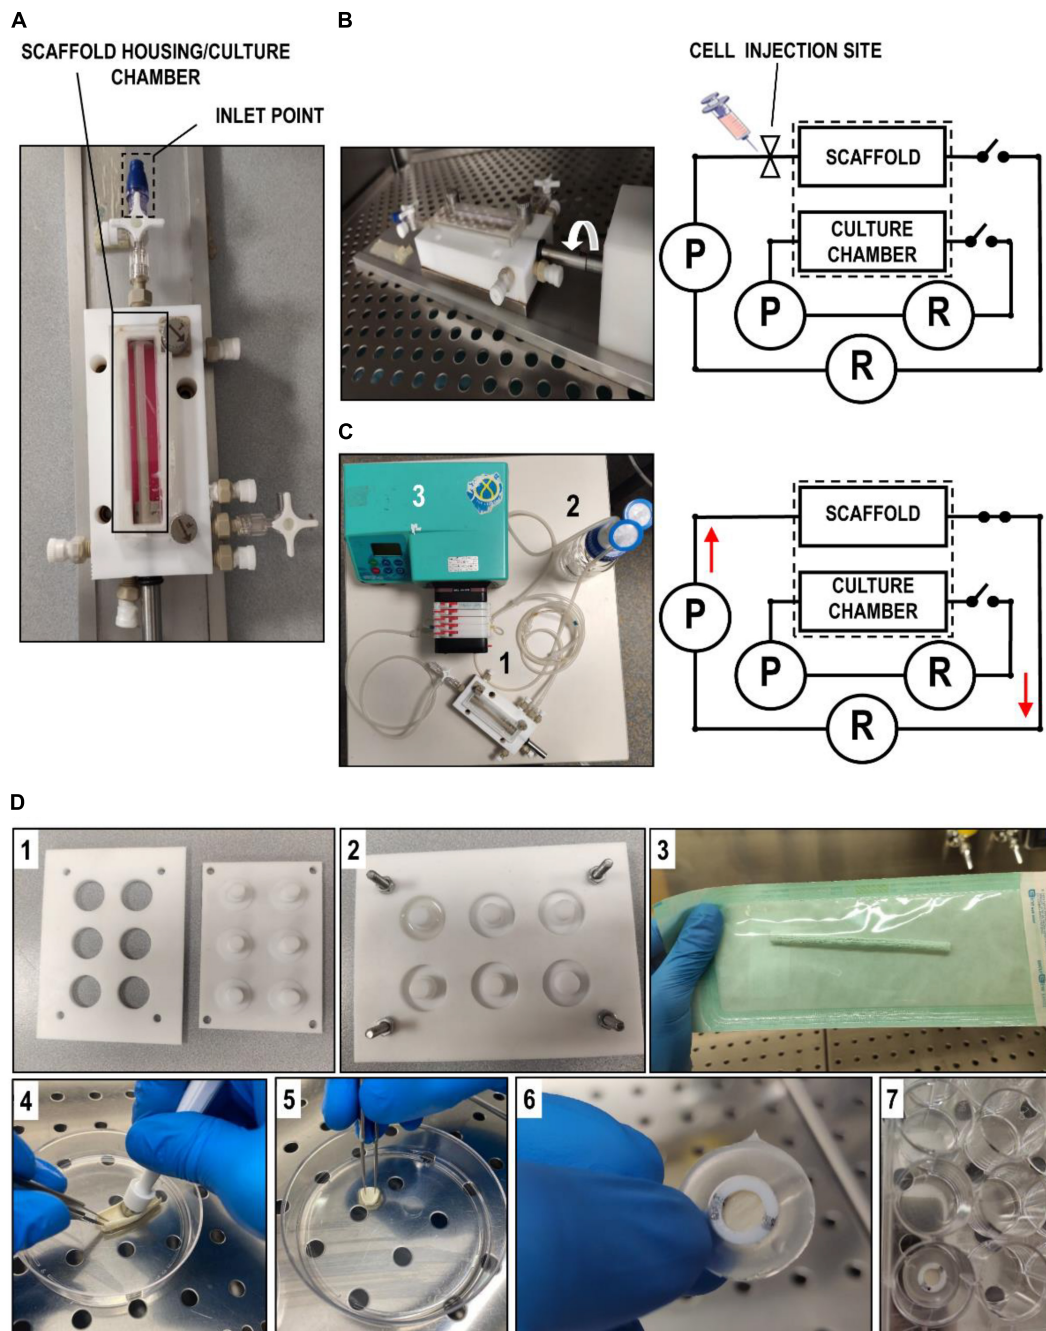 A
SCAFFOLD HOUSING/CULTURE
CHAMBER
INLET POINT
B
CELL INJECTION SITE
SCAFFOLD
CULTURE
CHAMBER
P
P
R
R
C
3
2
1
SCAFFOLD
CULTURE
CHAMBER
P
P
R
R
D
1
2
3
4
5
6
7